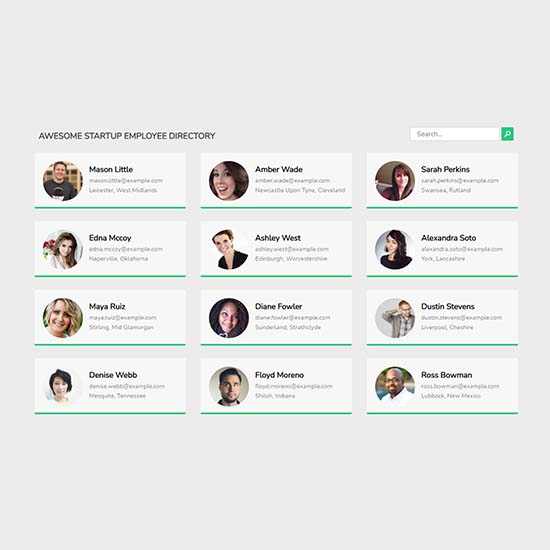 AWESOME STARTUP EMPLOYEE DIRECTORY
Search...
Mason Little
mason.little@example.com
Leicester, West Midlands
Amber Wade
amber.wade@example.com
Newcastle Upon Tyne, Cleveland
Sarah Perkins
sarah.perkins@example.com
Swansea, Rutland
Edna Mccoy
edna.mccoy@example.com
Naperville, Oklahoma
Ashley West
ashley.west@example.com
Edinburgh, Worcestershire
Alexandra Soto
alexandra.soto@example.com
York, Lancashire
Maya Ruiz
maya.ruiz@example.com
Stirling, Mid Glamorgan
Diane Fowler
diane.fowler@example.com
Sunderland, Strathclyde
Dustin Stevens
dustin.stevens@example.com
Liverpool, Cheshire
Denise Webb
denise.webb@example.com
Mesquite, Tennessee
Floyd Moreno
floyd.moreno@example.com
Shiloh, Indiana
Ross Bowman
ross.bowman@example.com
Lubbock, New Mexico